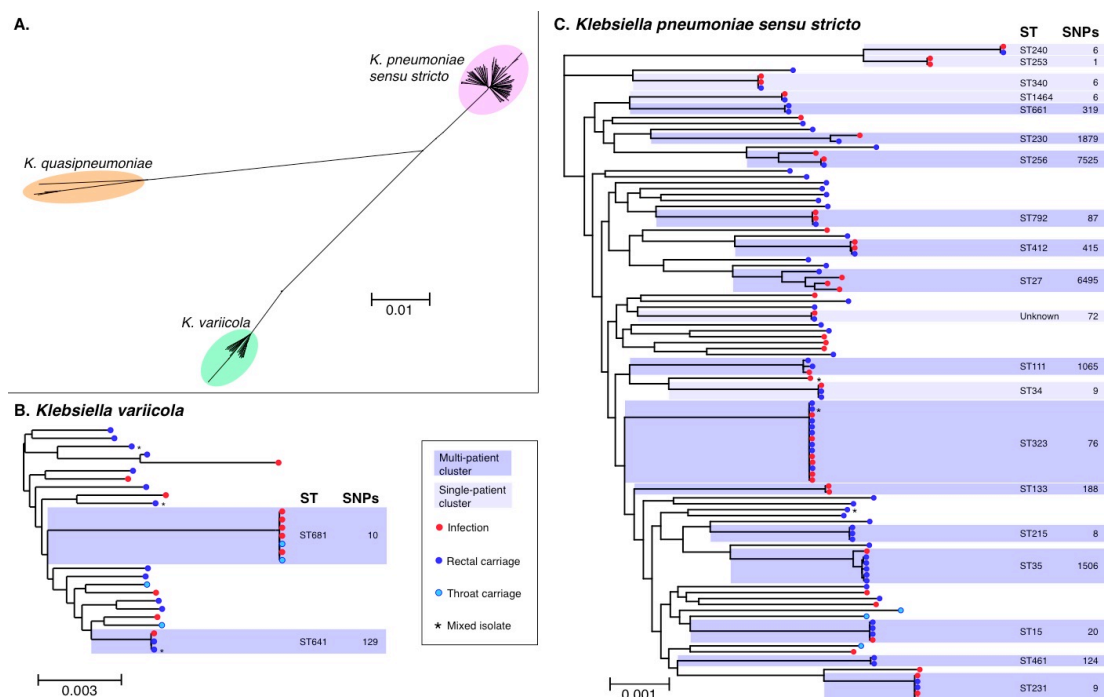 A.
K. pneumoniae
sensu stricto
K. quasipneumoniae
0.01
K. variicola
B. Klebsiella variicola
ST SNPs
ST681 10
ST641 129
*
*
*
0.003
Multi-patient
cluster
Single-patient
cluster
Infection
Rectal carriage
Throat carriage
* Mixed isolate
C. Klebsiella pneumoniae sensu stricto
ST SNPs
ST240 6
ST253 1
ST340 6
ST1464 6
ST661 319
ST230 1879
ST256 7525
ST792 87
ST412 415
ST27 6495
Unknown 72
ST111 1065
*
ST34 9
*
ST323 76
ST133 188
*
ST215 8
ST35 1506
ST15 20
ST461 124
ST231 9
0.001